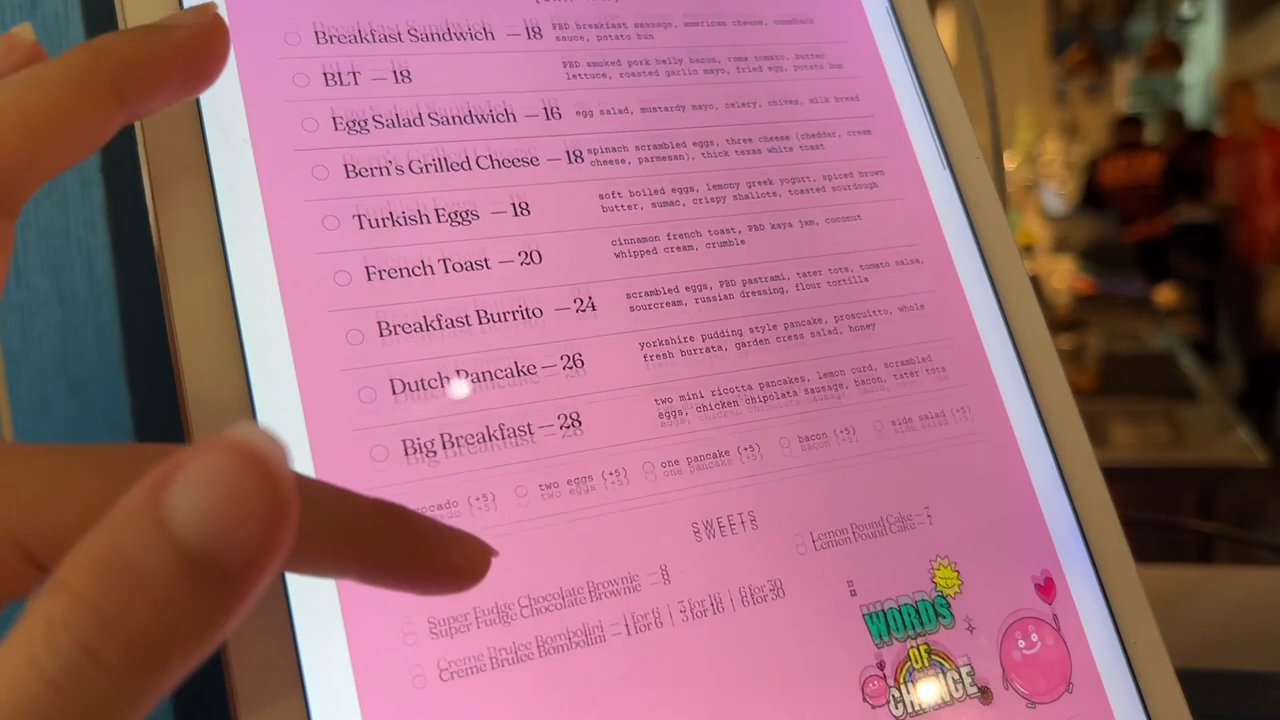 Breakfast Sandwich — 18
PBD breakfast sausage, american cheese, comeback
sauce, potato bun
BLT — 18
PBD smoked pork belly bacon, roma tomato, butter
lettuce, roasted garlic mayo, fried egg, potato bun
Egg Salad Sandwich — 16
egg salad, mustardy mayo, celery, chives, milk bread
Bern's Grilled Cheese — 18
spinach scrambled eggs, three cheese (cheddar, cream
cheese, parmesan), thick texas white toast
Turkish Eggs — 18
soft boiled eggs, lemony greek yogurt, spiced brown
butter, sumac, crispy shallots, toasted sourdough
French Toast — 20
cinnamon french toast, PBD kaya jam, coconut
whipped cream, crumble
Breakfast Burrito — 24
scrambled eggs, PBD pastrami, tater tots, tomato salsa,
sourcream, russian dressing, flour tortilla
Dutch Pancake — 26
yorkshire pudding style pancake, prosciutto, whole
fresh burrata, garden cress salad, honey
Big Breakfast — 28
two mini ricotta pancakes, lemon curd, scrambled
eggs, chicken chipolata sausage, bacon, tater tots
vocado (+5) two eggs (+5) one pancake (+5) bacon (+5) side salad (+5)
SWEETS
Super Fudge Chocolate Brownie — 8
Lemon Pound Cake — 7
Creme Brulee Bombolini — 1 for 6 | 3 for 16 | 6 for 30
WORDS
OF
CHANGE